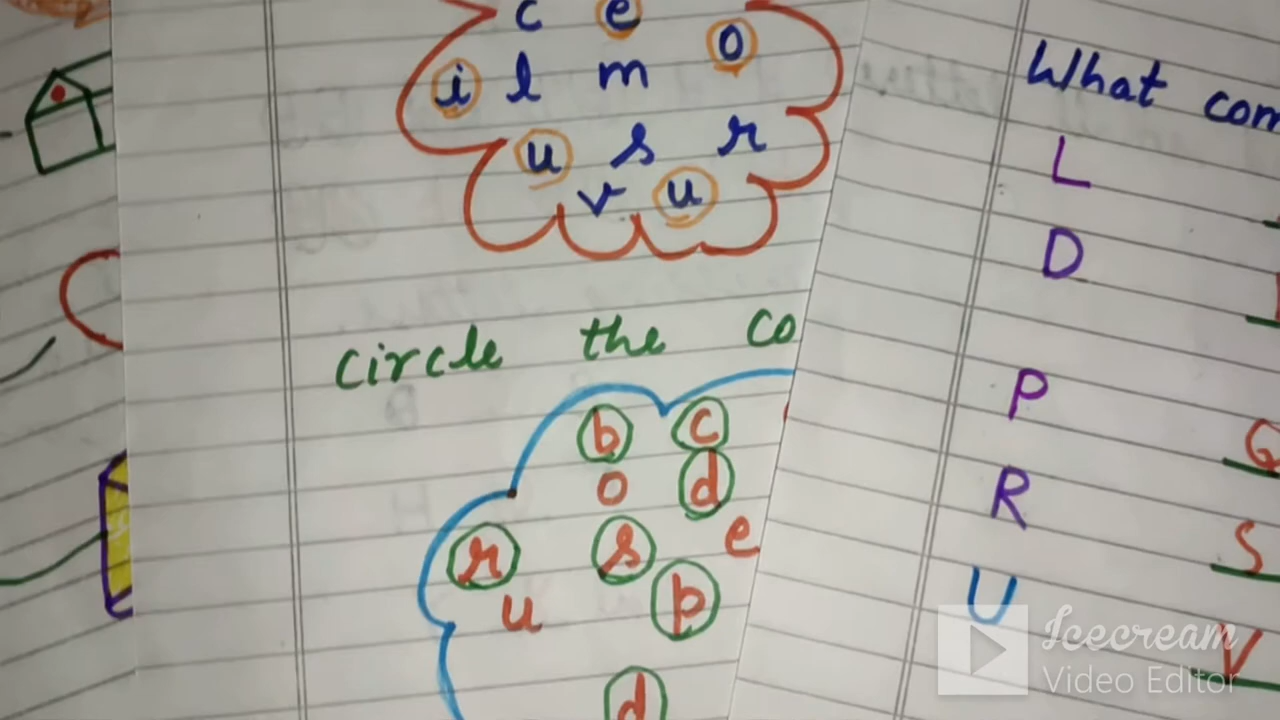 c e
i l m o
u s r
v u
circle the co
b c
o d
r s e
u p
d
What com
L
D
P Q
R S
U V
Icecream
Video Editor